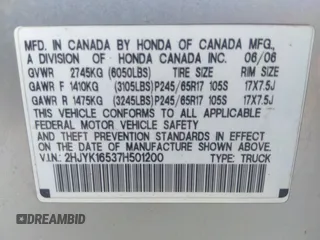 MFD. IN CANADA BY HONDA OF CANADA MFG.,
A DIVISION OF HONDA CANADA INC. 06/06
GVWR 2745KG (6050LBS) TIRE SIZE RIM SIZE
GAWR F 1410KG (3105LBS)P245/65R17 105S 17X7.5J
GAWR R 1475KG (3245LBS)P245/65R17 105S 17X7.5J
THIS VEHICLE CONFORMS TO ALL APPLICABLE
FEDERAL MOTOR VEHICLE SAFETY
AND THEFT PREVENTION STANDARDS IN EFFECT
ON THE DATE OF MANUFACTURE SHOWN ABOVE.
V.I.N.: 2HJYK16537H501200 TYPE: TRUCK
DREAMBID